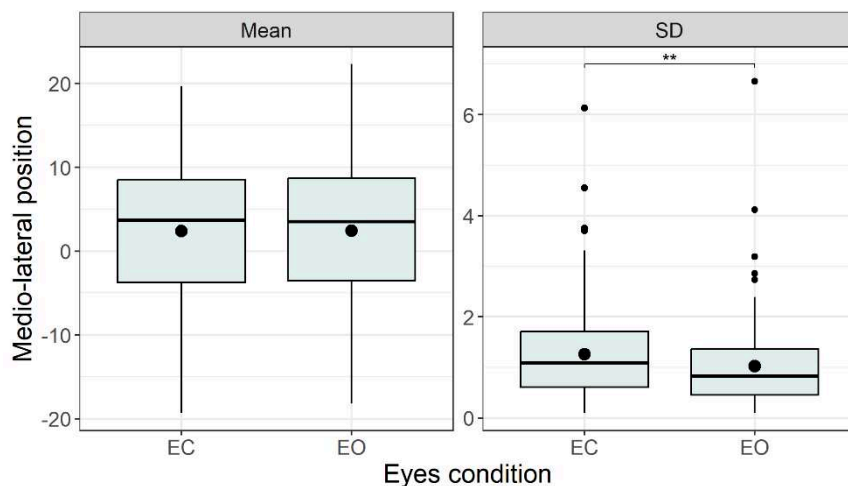 Mean
SD
Medio-lateral position
20
10
0
-10
-20
**
6
4
2
0
EC
EO
EC
EO
Eyes condition